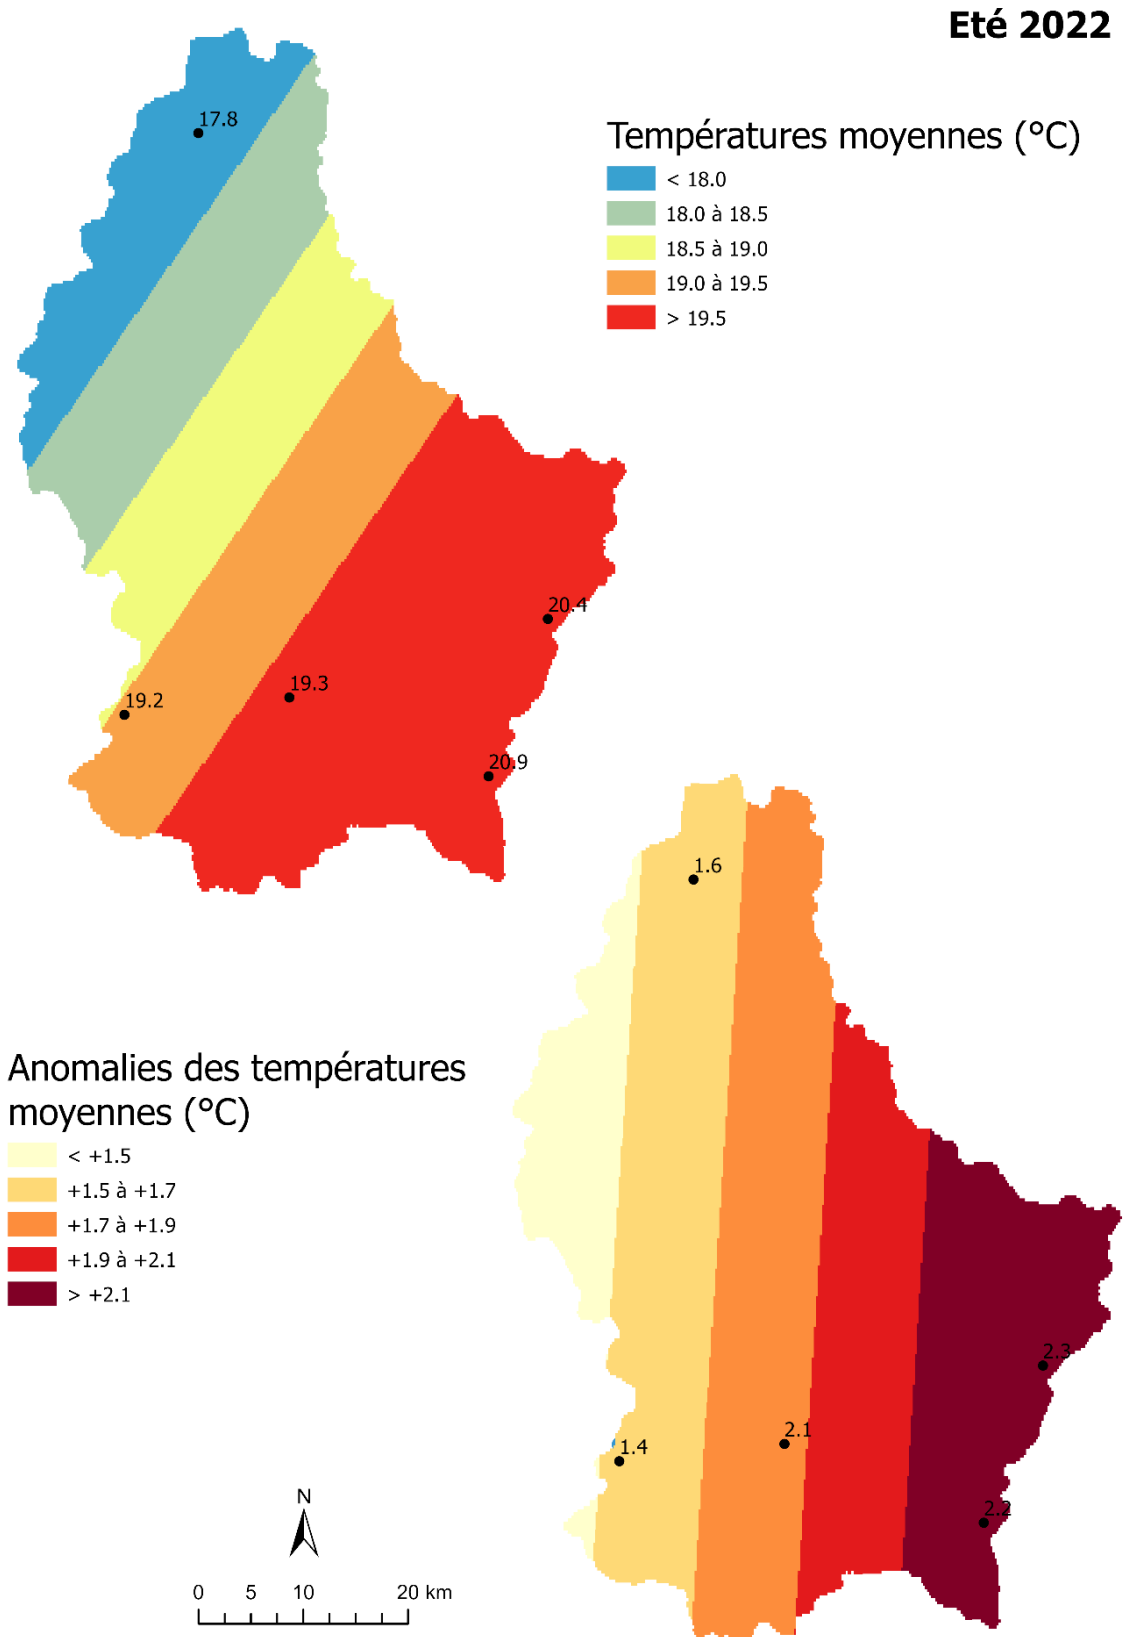 Eté 2022
17.8
Températures moyennes (°C)
< 18.0
18.0 à 18.5
18.5 à 19.0
19.0 à 19.5
> 19.5
20.4
19.3
19.2
20.9
1.6
Anomalies des températures
moyennes (°C)
< +1.5
+1.5 à +1.7
+1.7 à +1.9
+1.9 à +2.1
> +2.1
2.3
2.1
1.4
2.2
N
0 5 10 20 km